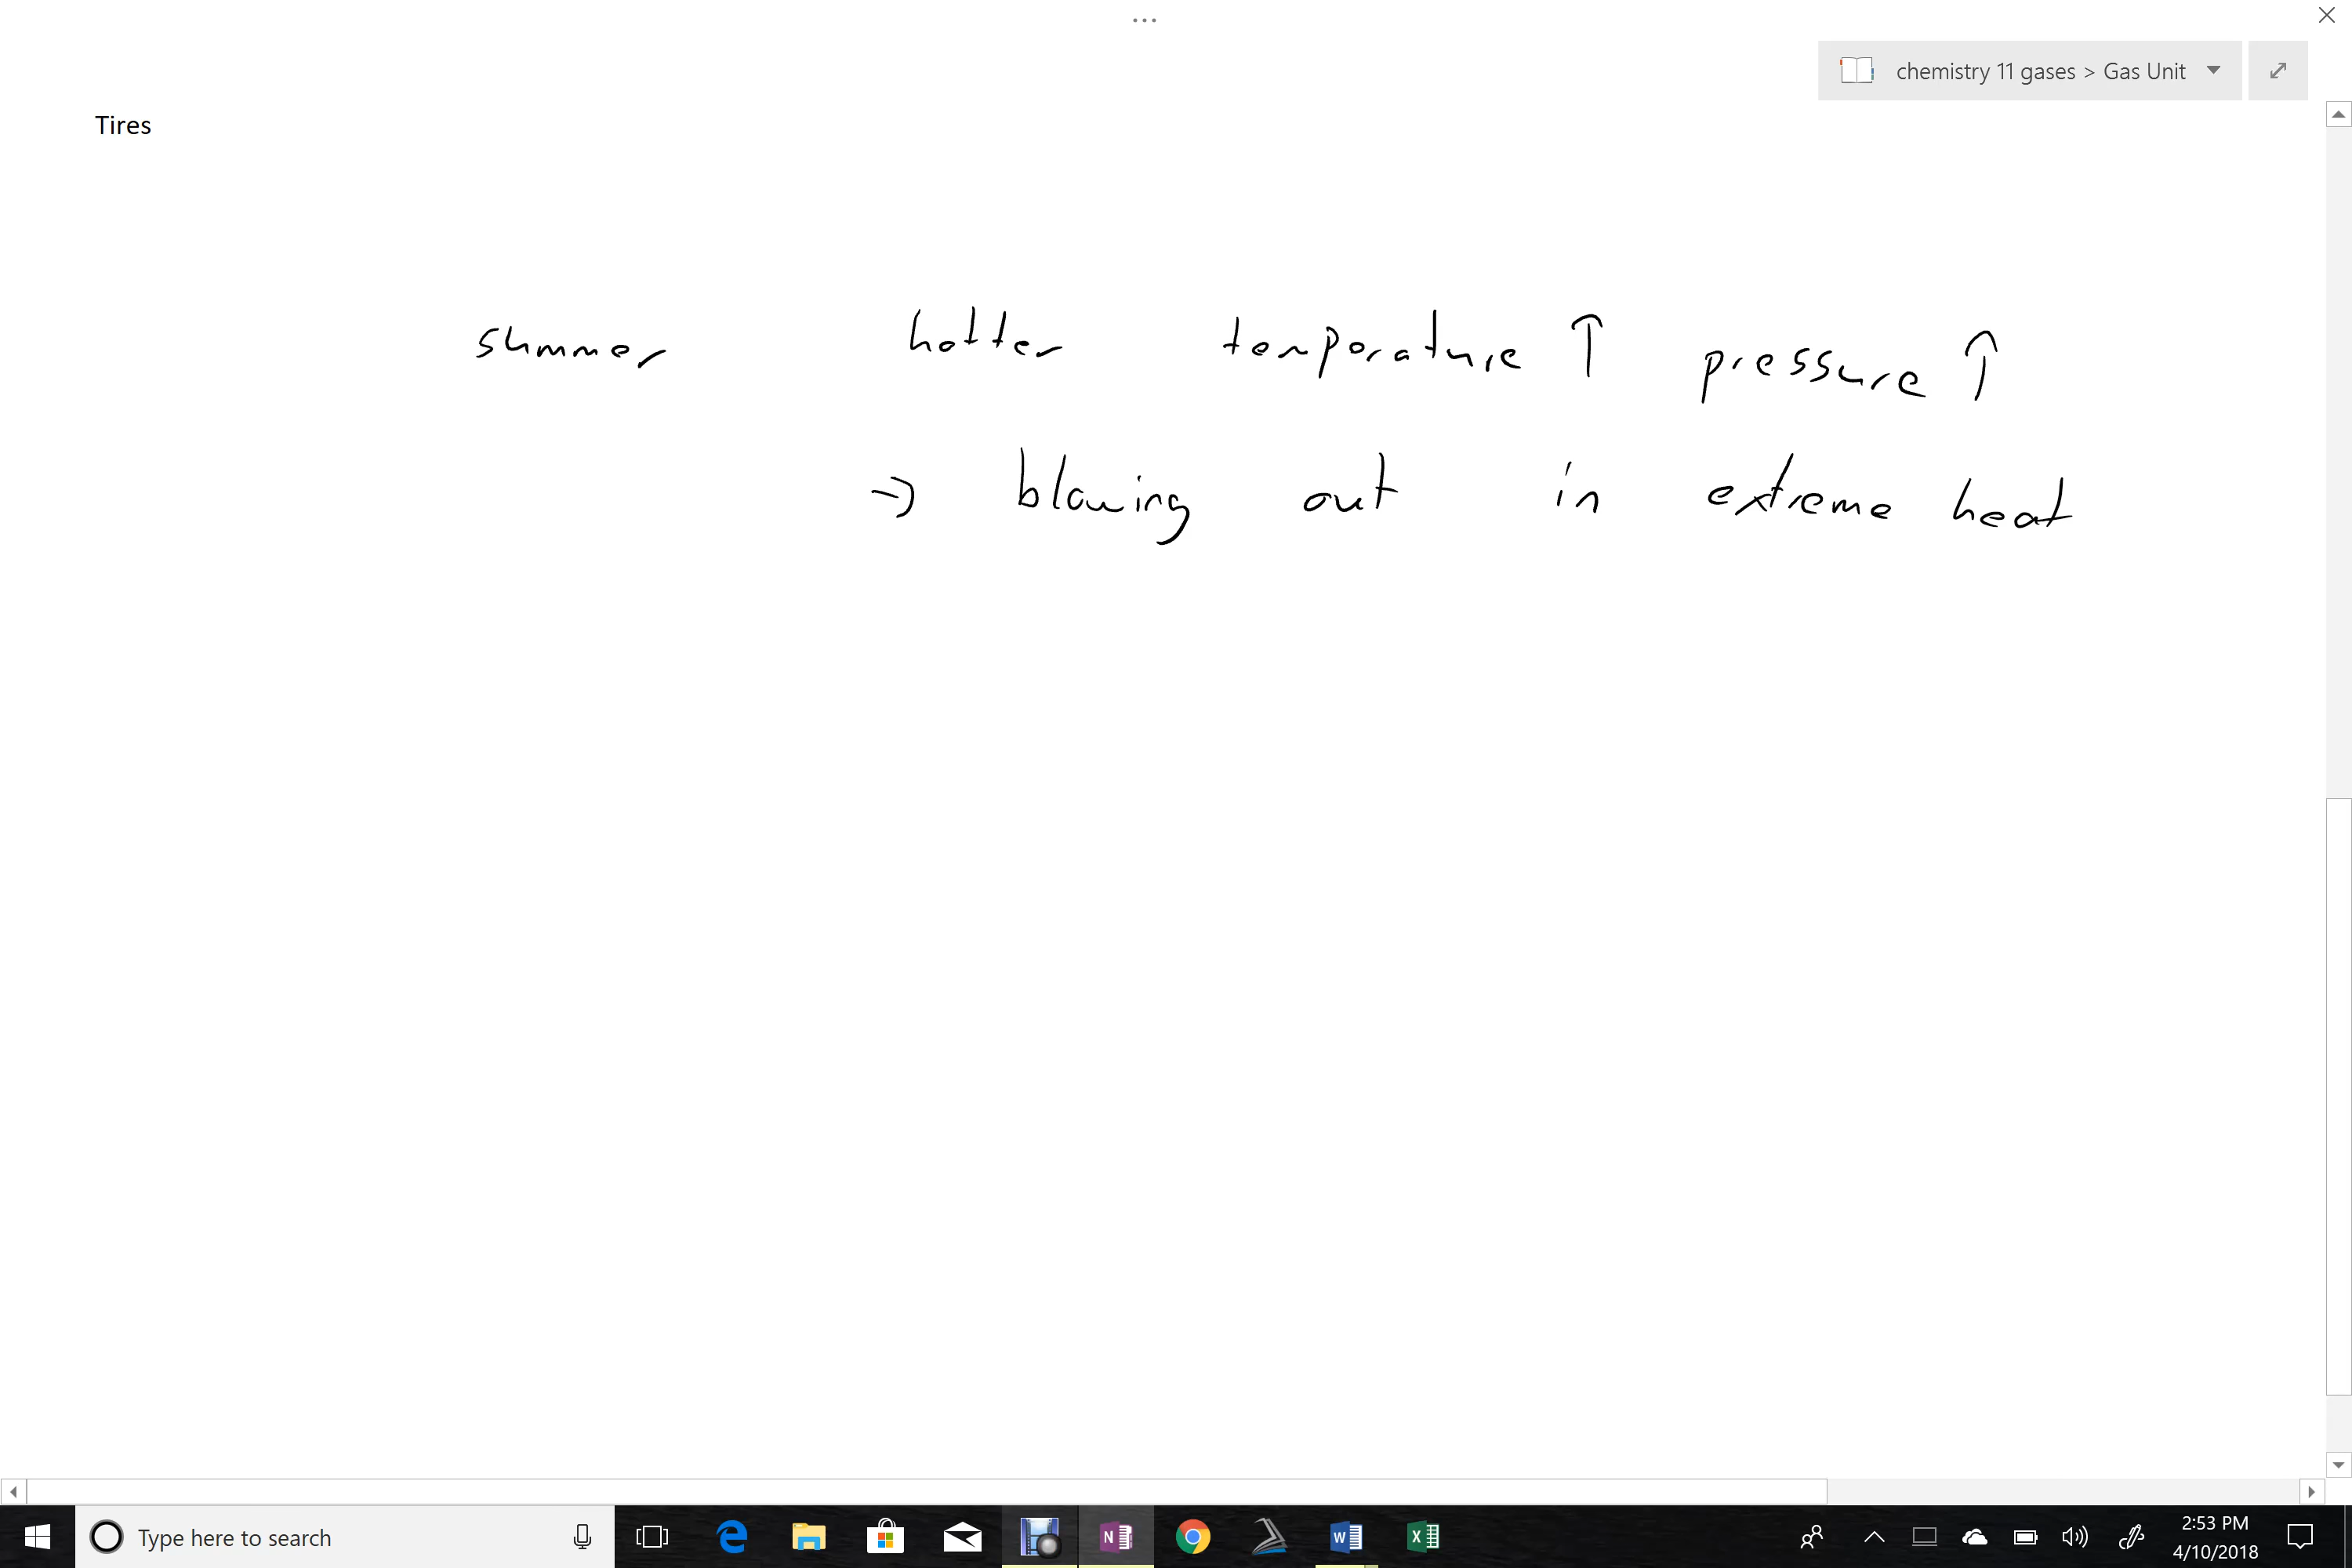 chemistry 11 gases > Gas Unit
Tires
summer hotter temperature ↑ pressure ↑
⇒ blowing out in extreme heat
Type here to search
2:53 PM
4/10/2018